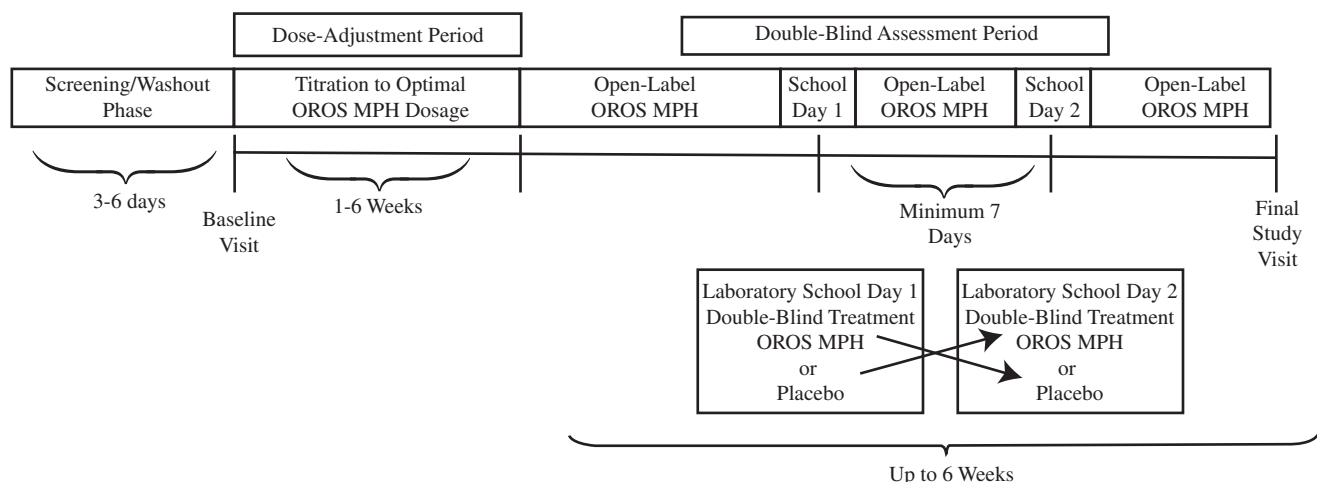 Dose-Adjustment Period
Double-Blind Assessment Period
Screening/Washout
Phase
Titration to Optimal
OROS MPH Dosage
Open-Label
OROS MPH
School
Day 1
Open-Label
OROS MPH
School
Day 2
Open-Label
OROS MPH
3-6 days
Baseline
Visit
1-6 Weeks
Minimum 7
Days
Final
Study
Visit
Laboratory School Day 1
Double-Blind Treatment
OROS MPH
or
Placebo
Laboratory School Day 2
Double-Blind Treatment
OROS MPH
or
Placebo
Up to 6 Weeks